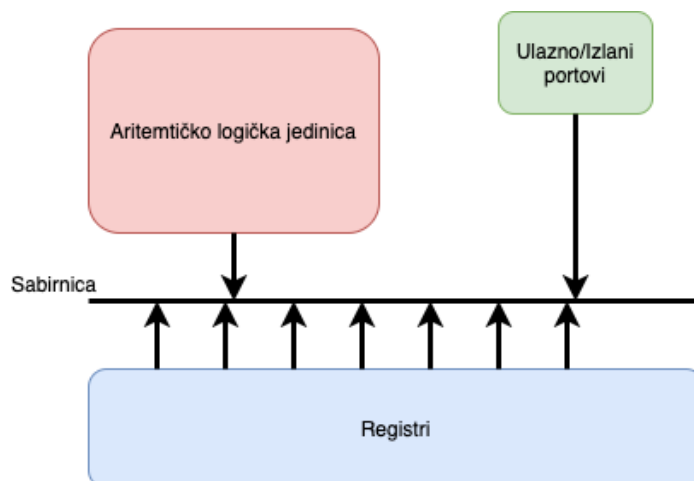 Ulazno/Izlani
portovi
Aritemtičko logička jedinica
Sabirnica
Registri